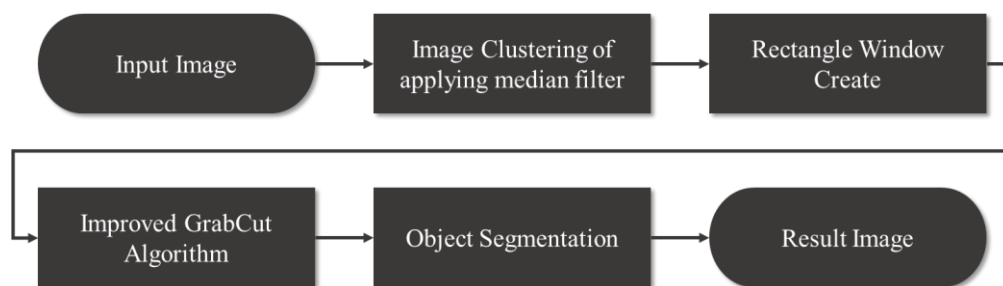 Input Image
Image Clustering of
applying median filter
Rectangle Window
Create
Improved GrabCut
Algorithm
Object Segmentation
Result Image